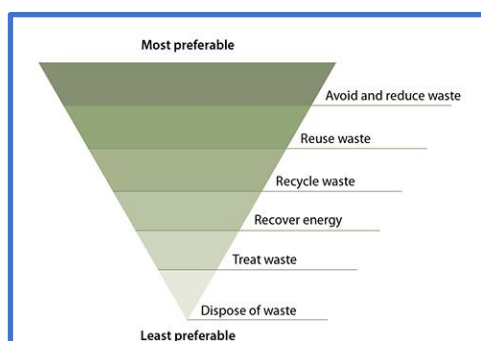 Most preferable
Avoid and reduce waste
Reuse waste
Recycle waste
Recover energy
Treat waste
Dispose of waste
Least preferable